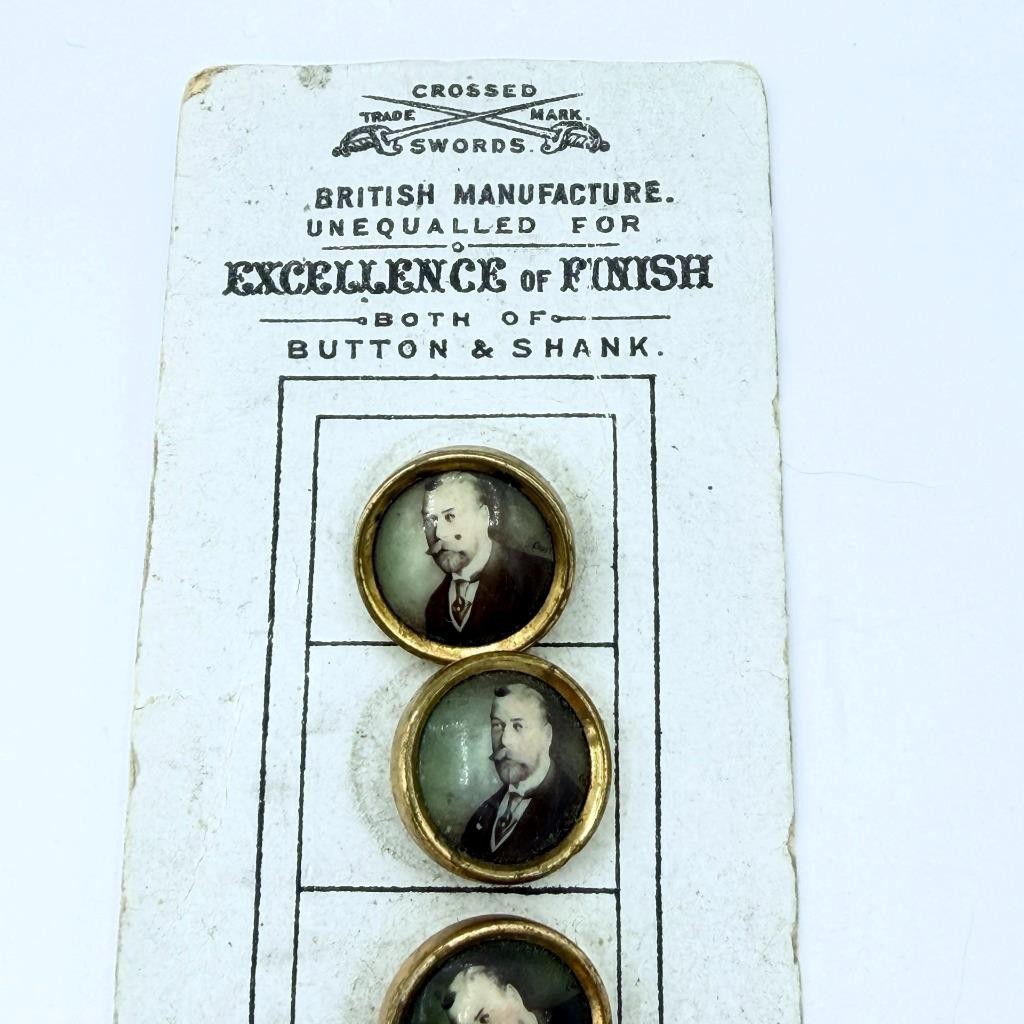 CROSSED
TRADE MARK.
SWORDS.
BRITISH MANUFACTURE.
UNEQUALLED FOR
EXCELLENCE OF FINISH
BOTH OF
BUTTON & SHANK.